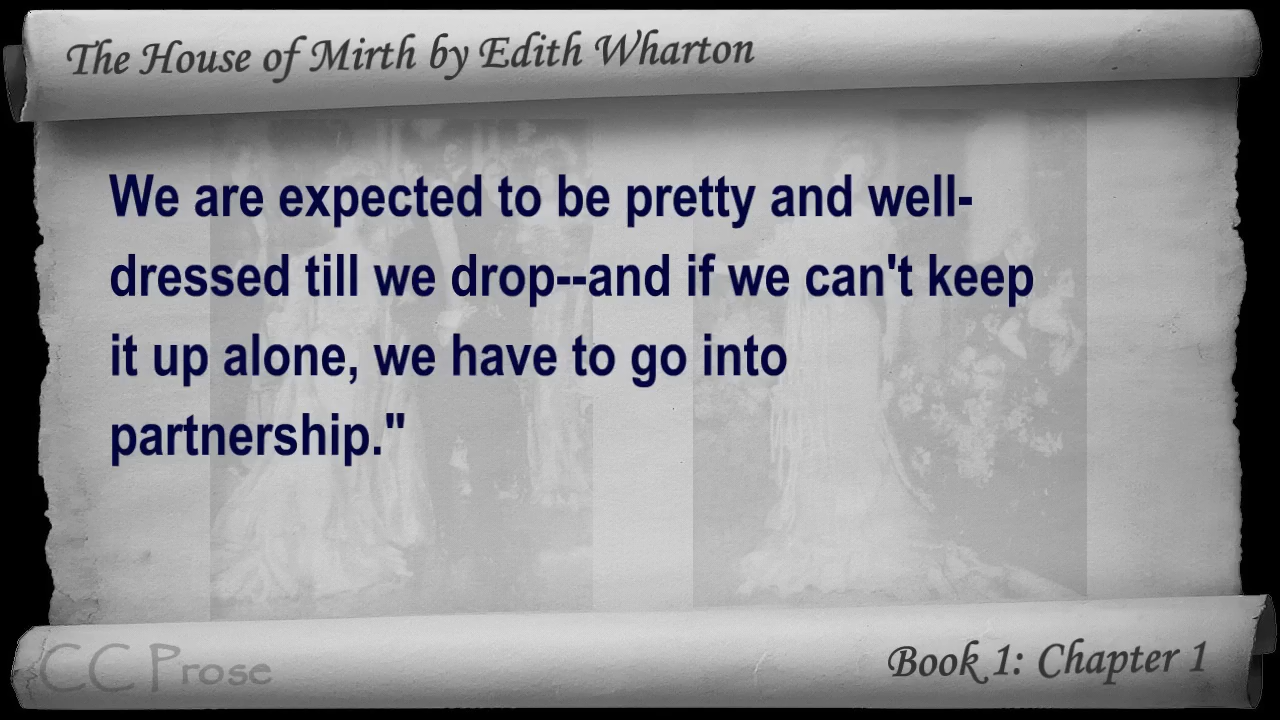 The House of Mirth by Edith Wharton
We are expected to be pretty and well-
dressed till we drop--and if we can't keep
it up alone, we have to go into
partnership."
CC Prose
Book 1: Chapter 1